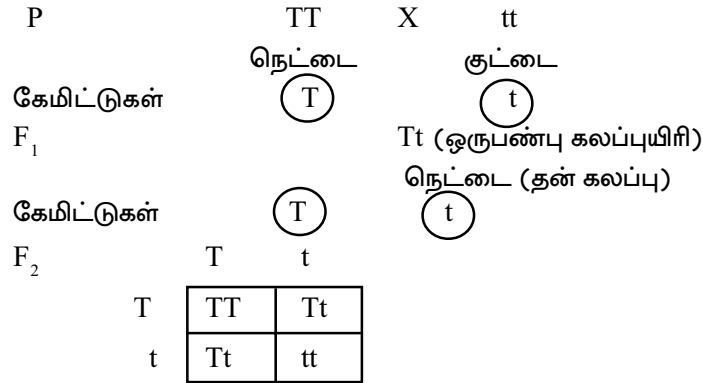 P TT X tt
நெட்டை குட்டை
கேமிட்டுகள் T t
F₁ Tt (ஒருபண்பு கலப்புயிரி)
நெட்டை (தன் கலப்பு)
கேமிட்டுகள் T t
F₂ T t
T TT Tt
t Tt tt